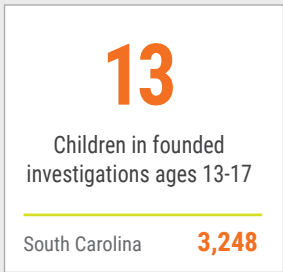 13
Children in founded
investigations ages 13-17
South Carolina 3,248